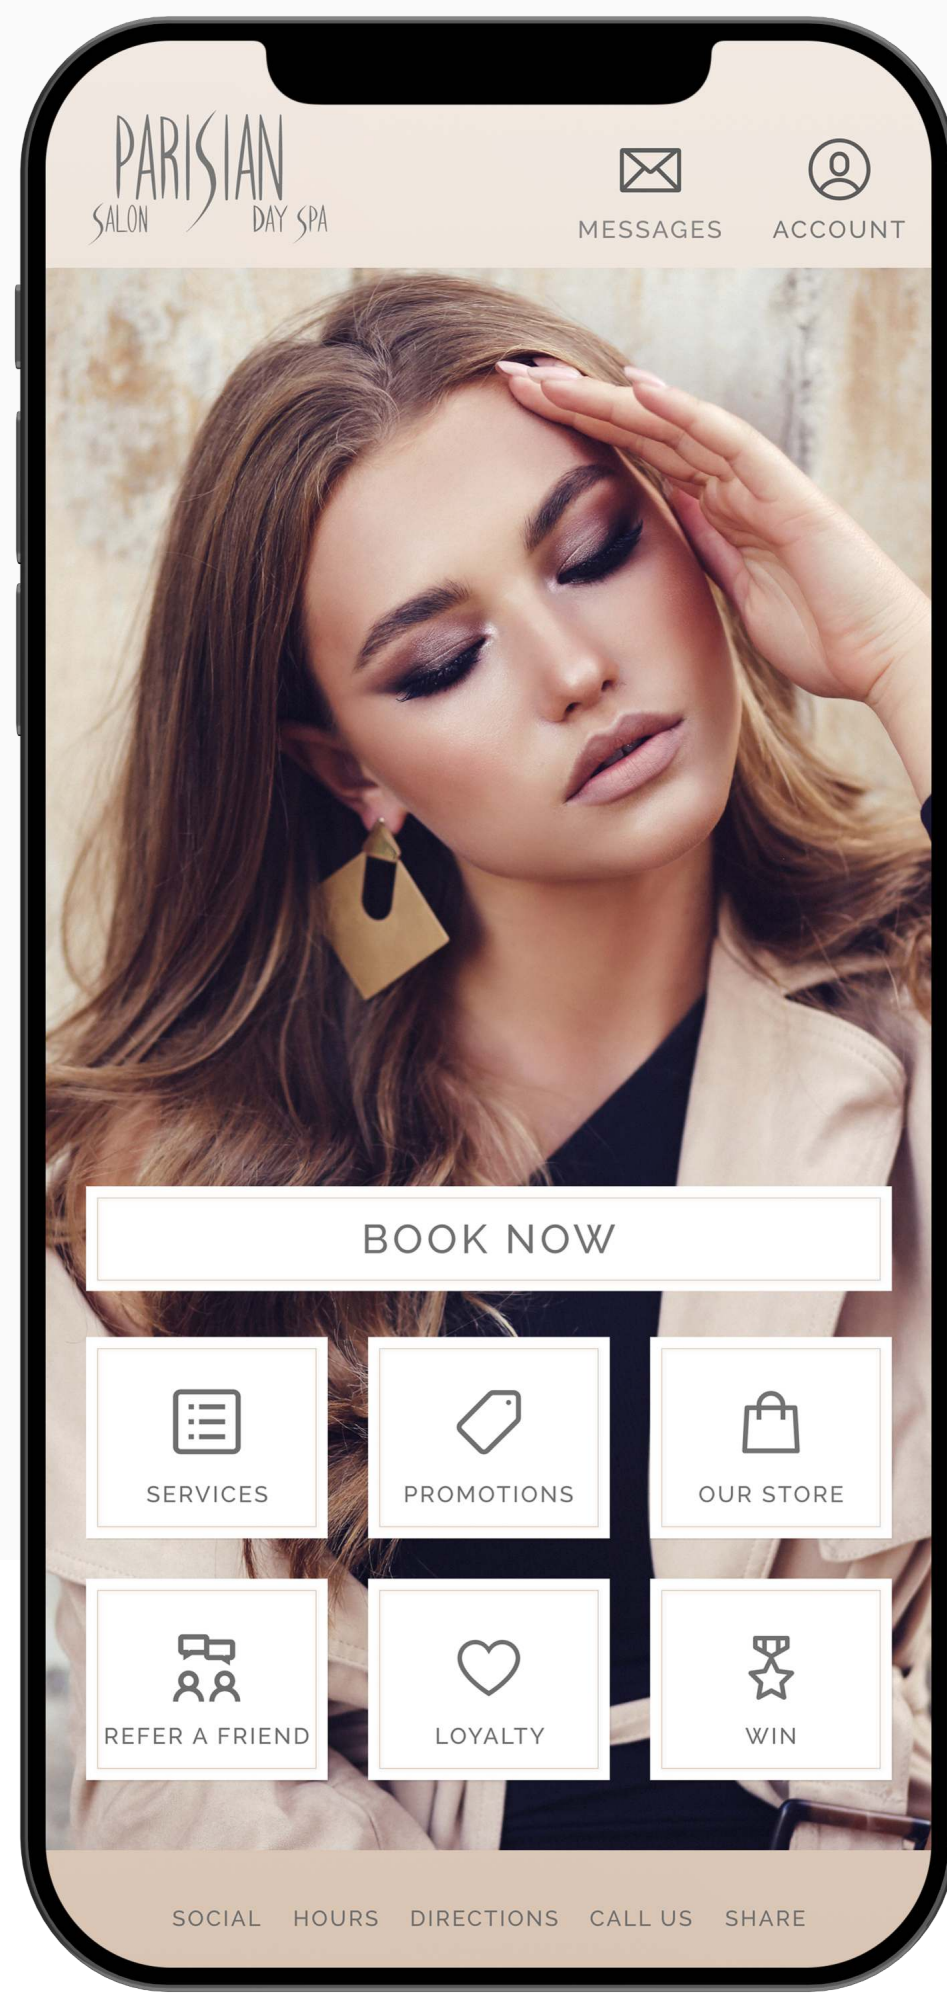 PARISIAN
SALON DAY SPA
MESSAGES ACCOUNT
BOOK NOW
SERVICES PROMOTIONS OUR STORE
REFER A FRIEND LOYALTY WIN
SOCIAL HOURS DIRECTIONS CALL US SHARE